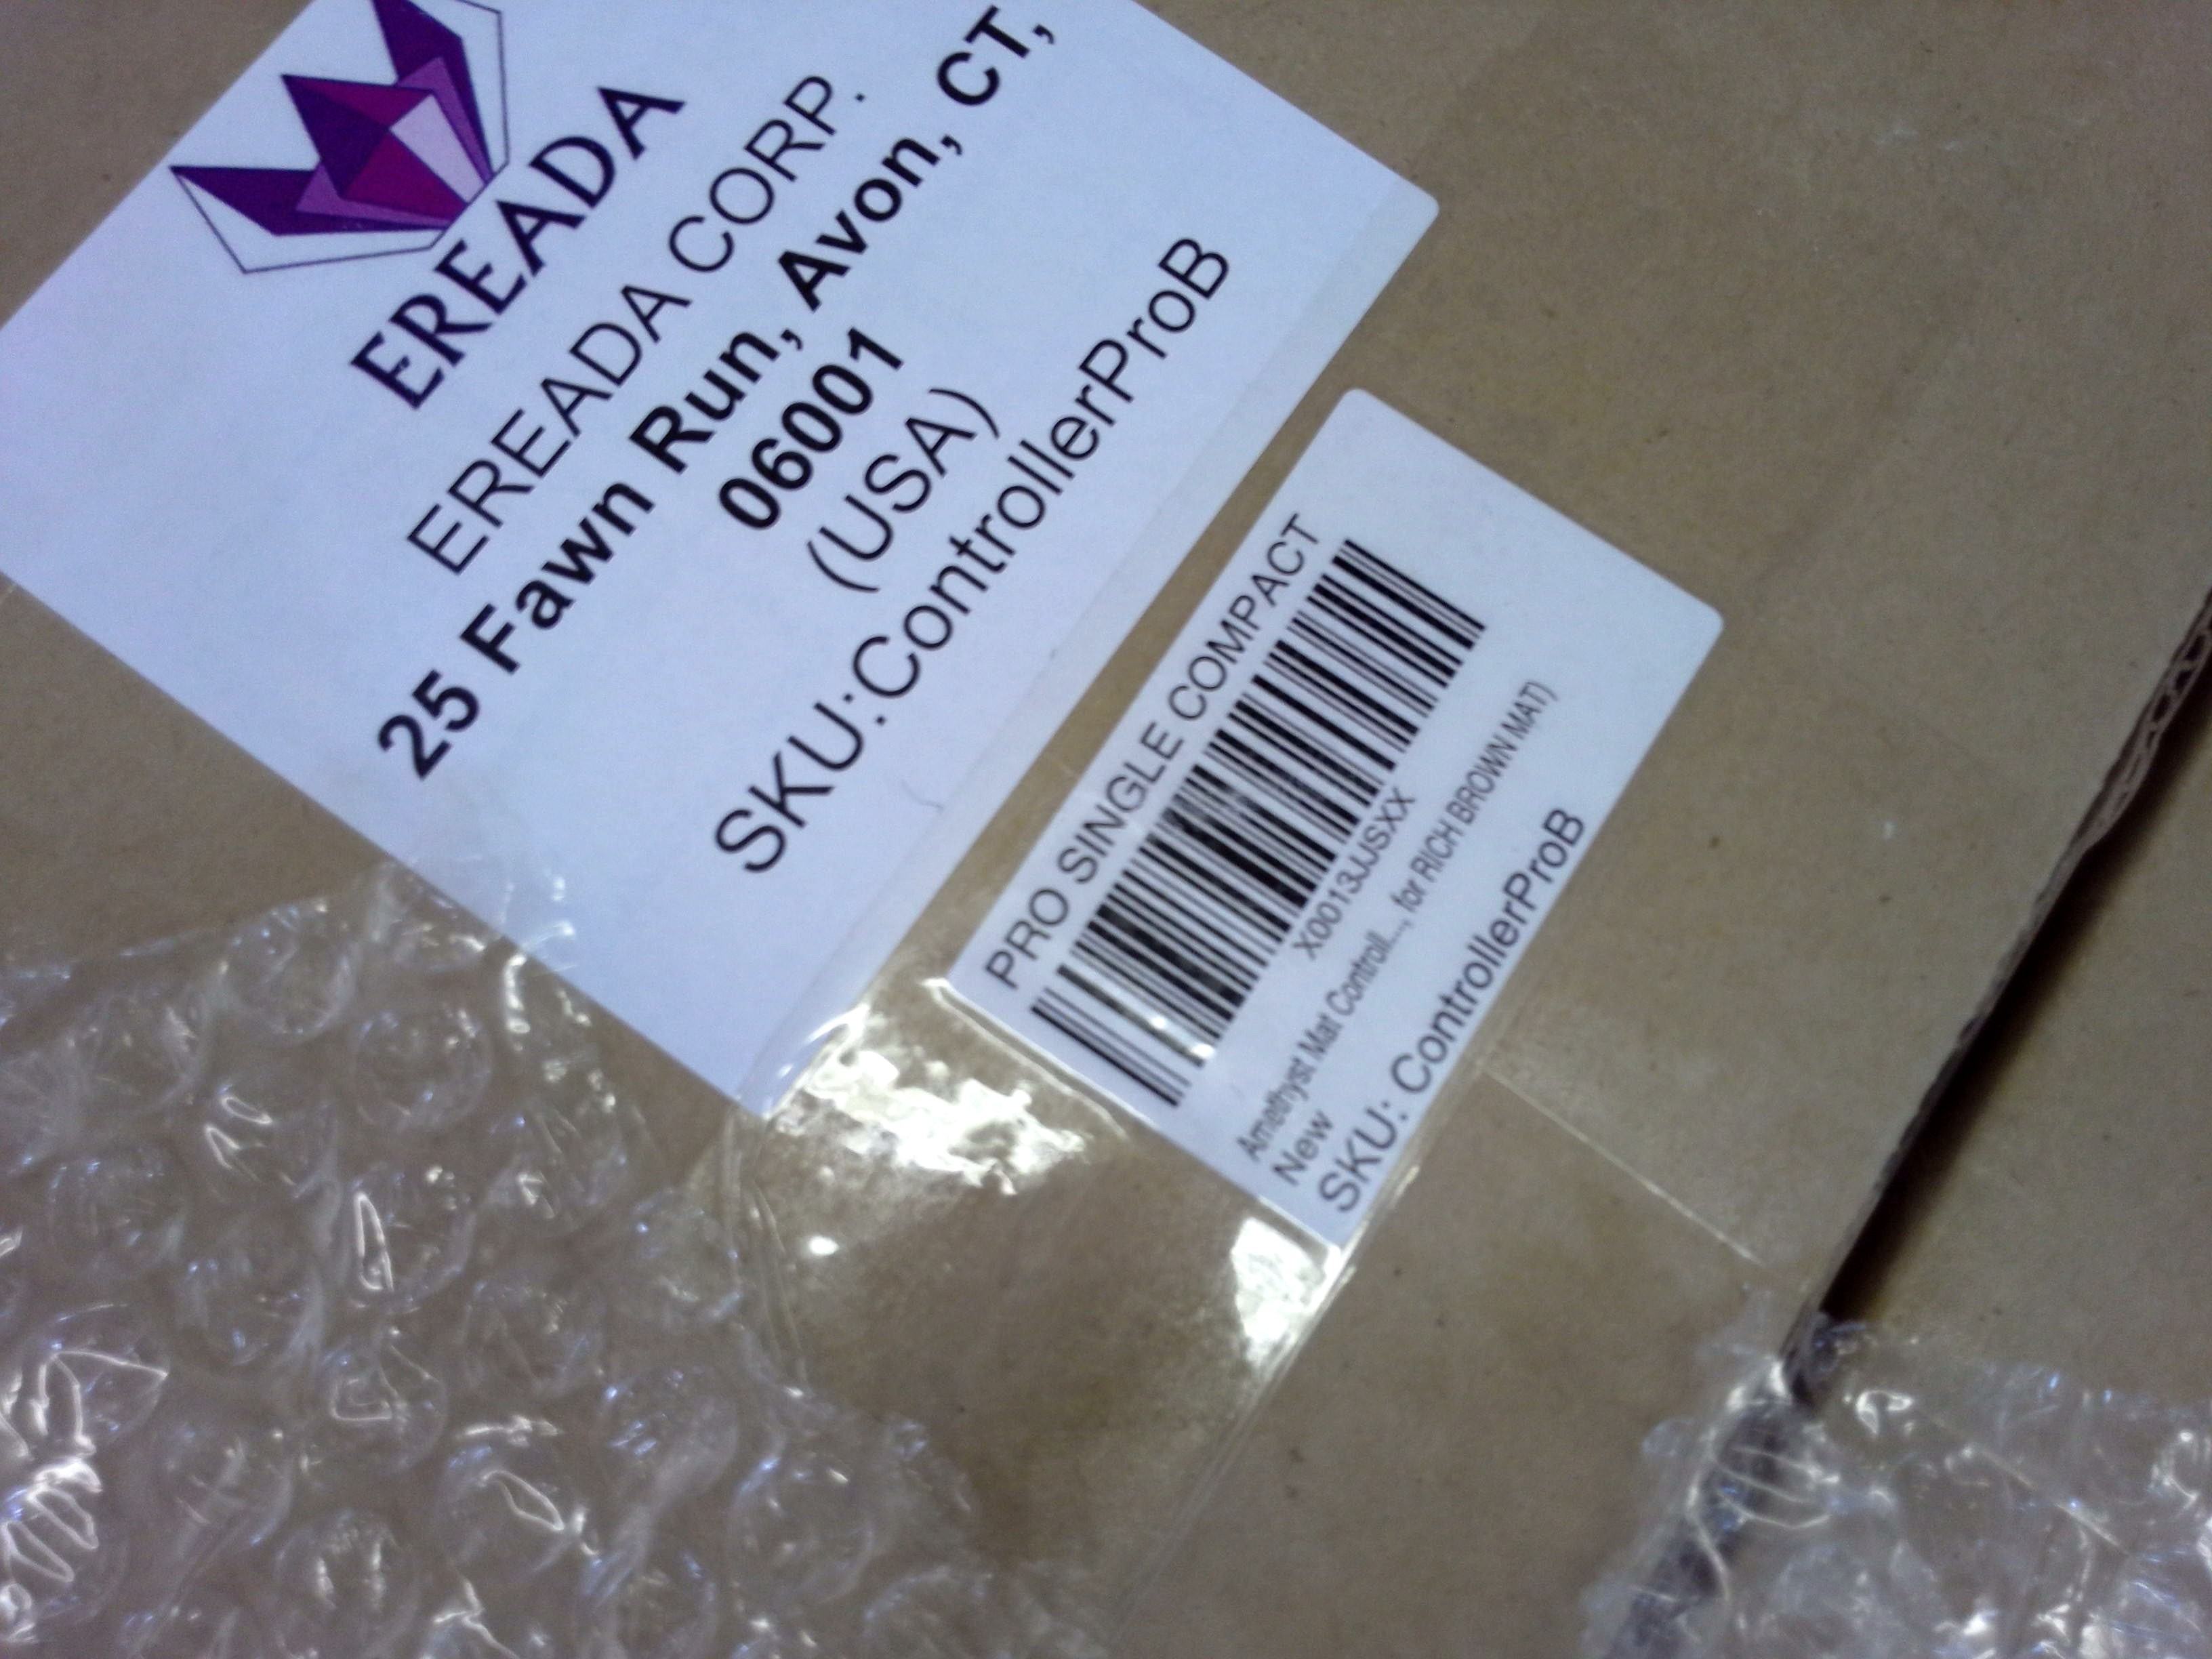 EREADA
EREADA CORP.
25 Fawn Run, Avon, CT,
06001
(USA)
SKU:ControllerProB
PRO SINGLE COMPACT
X0013JJSXX
Amethyst Mat Controll..., for RICH BROWN MAT)
New
SKU: ControllerProB